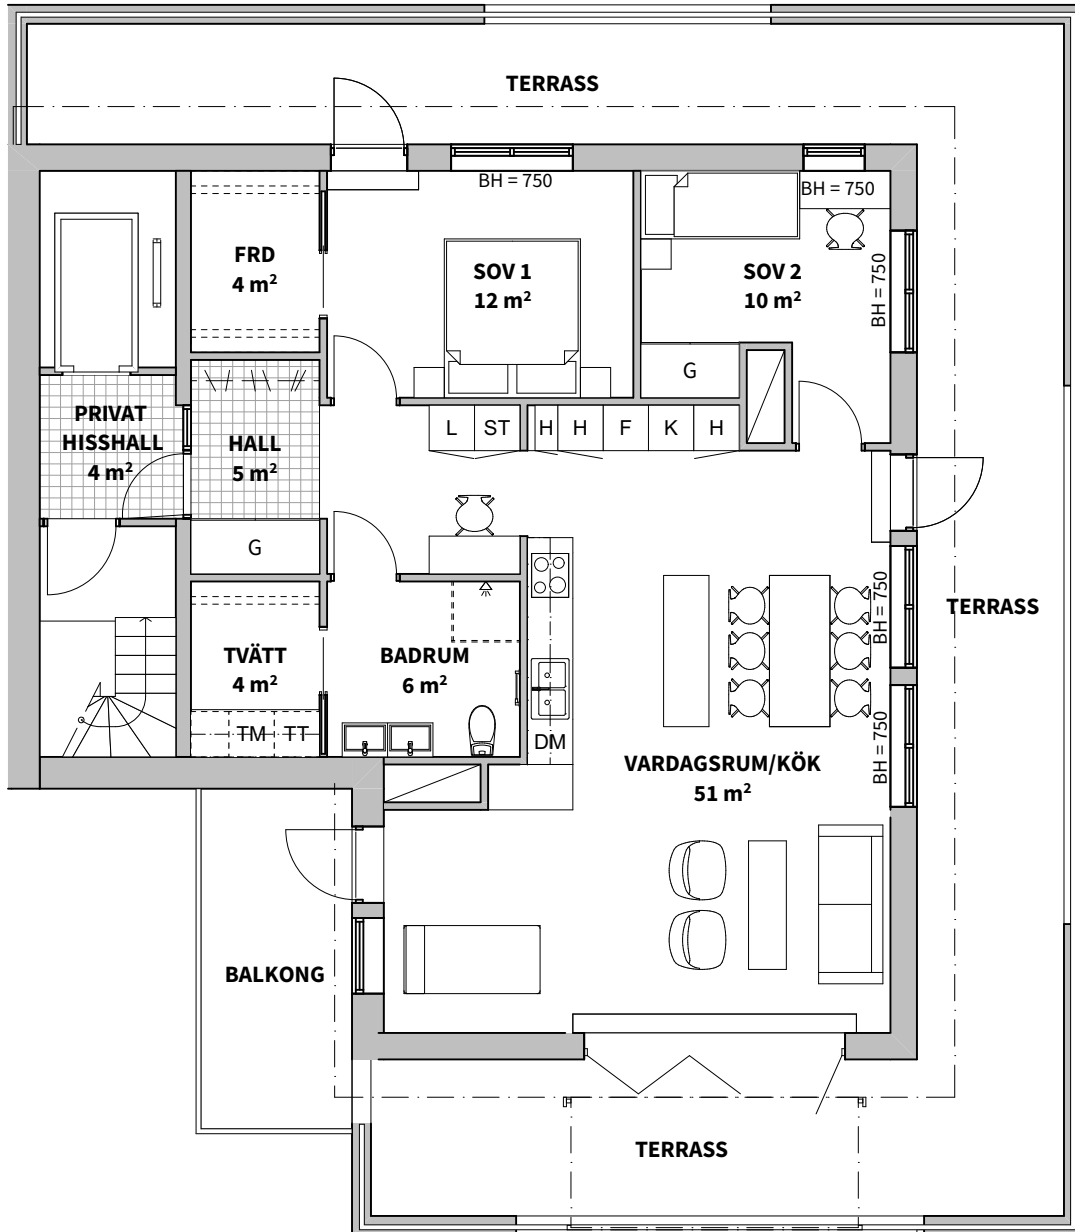 TERRASS
BH = 750
BH = 750
FRD
4 m²
SOV 1
12 m²
SOV 2
10 m²
BH = 750
G
PRIVAT
HISSHALL
4 m²
HALL
5 m²
L
ST
H
H
F
K
H
G
BH = 750
TERRASS
TVÄTT
4 m²
BADRUM
6 m²
TM
TT
DM
BH = 750
VARDAGSRUM/KÖK
51 m²
BALKONG
TERRASS